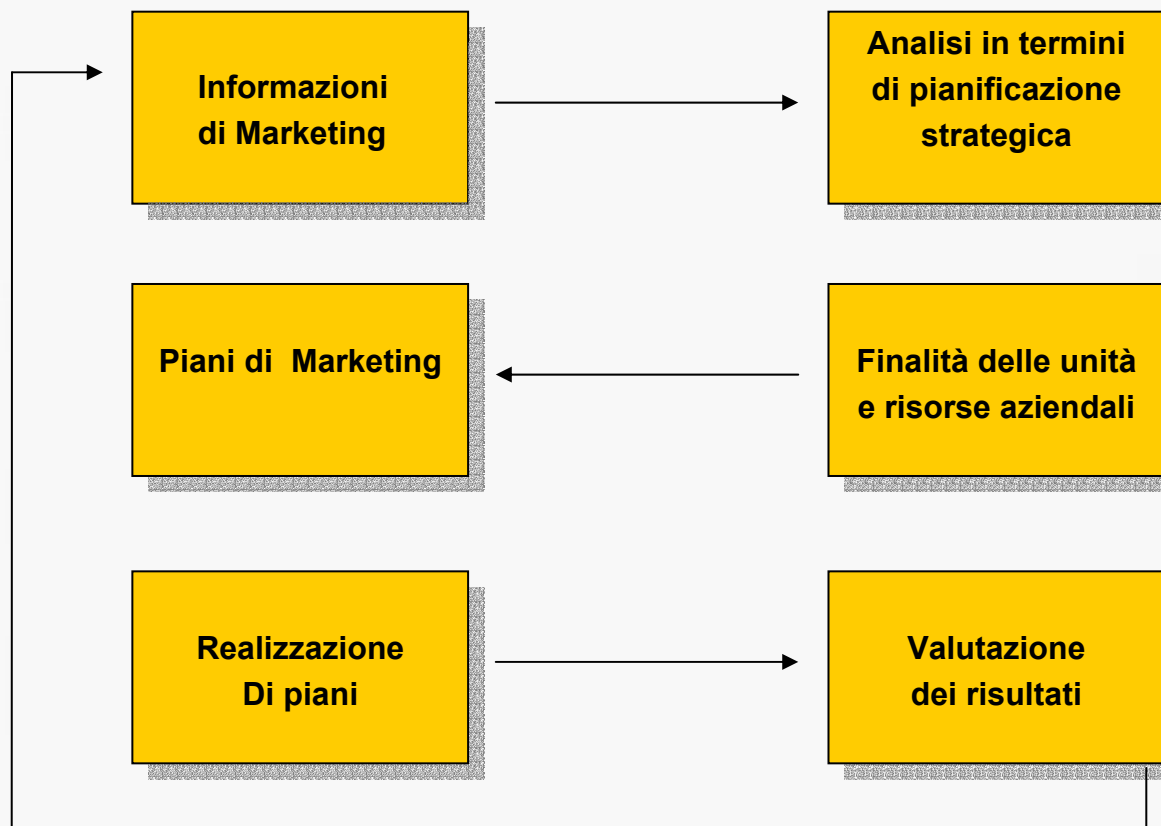 Informazioni
di Marketing
Analisi in termini
di pianificazione
strategica
Piani di  Marketing
Finalità delle unità
e risorse aziendali
Realizzazione
Di piani
Valutazione
dei risultati